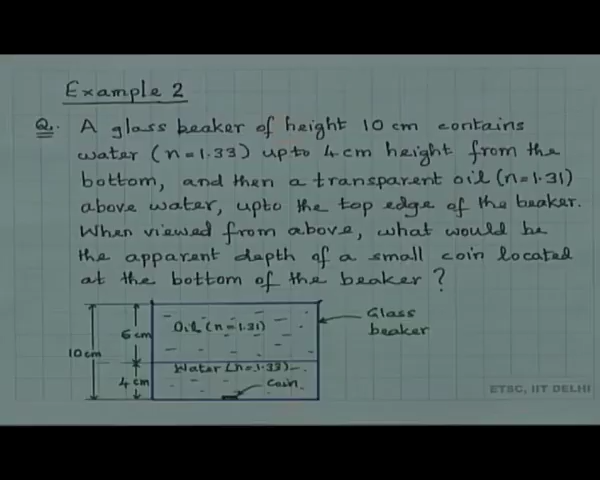 Example 2
Q. A glass beaker of height 10 cm contains
water (n=1.33) upto 4 cm height from the
bottom, and then a transparent oil (n=1.31)
above water, upto the top edge of the beaker.
When viewed from above, what would be
the apparent depth of a small coin located
at the bottom of the beaker ?
Oil (n=1.31)
Glass
beaker
6 cm
10 cm
Water (n=1.33)
4 cm
Coin
ETSC, IIT DELHI